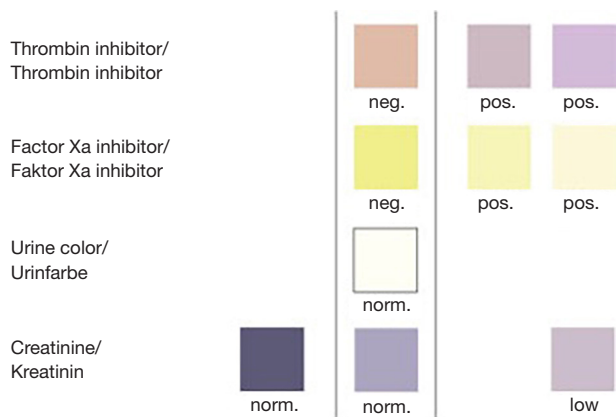 Thrombin inhibitor/
Thrombin inhibitor
neg. pos. pos.
Factor Xa inhibitor/
Faktor Xa inhibitor
neg. pos. pos.
Urine color/
Urinfarbe
norm.
Creatinine/
Kreatinin
norm. norm. low